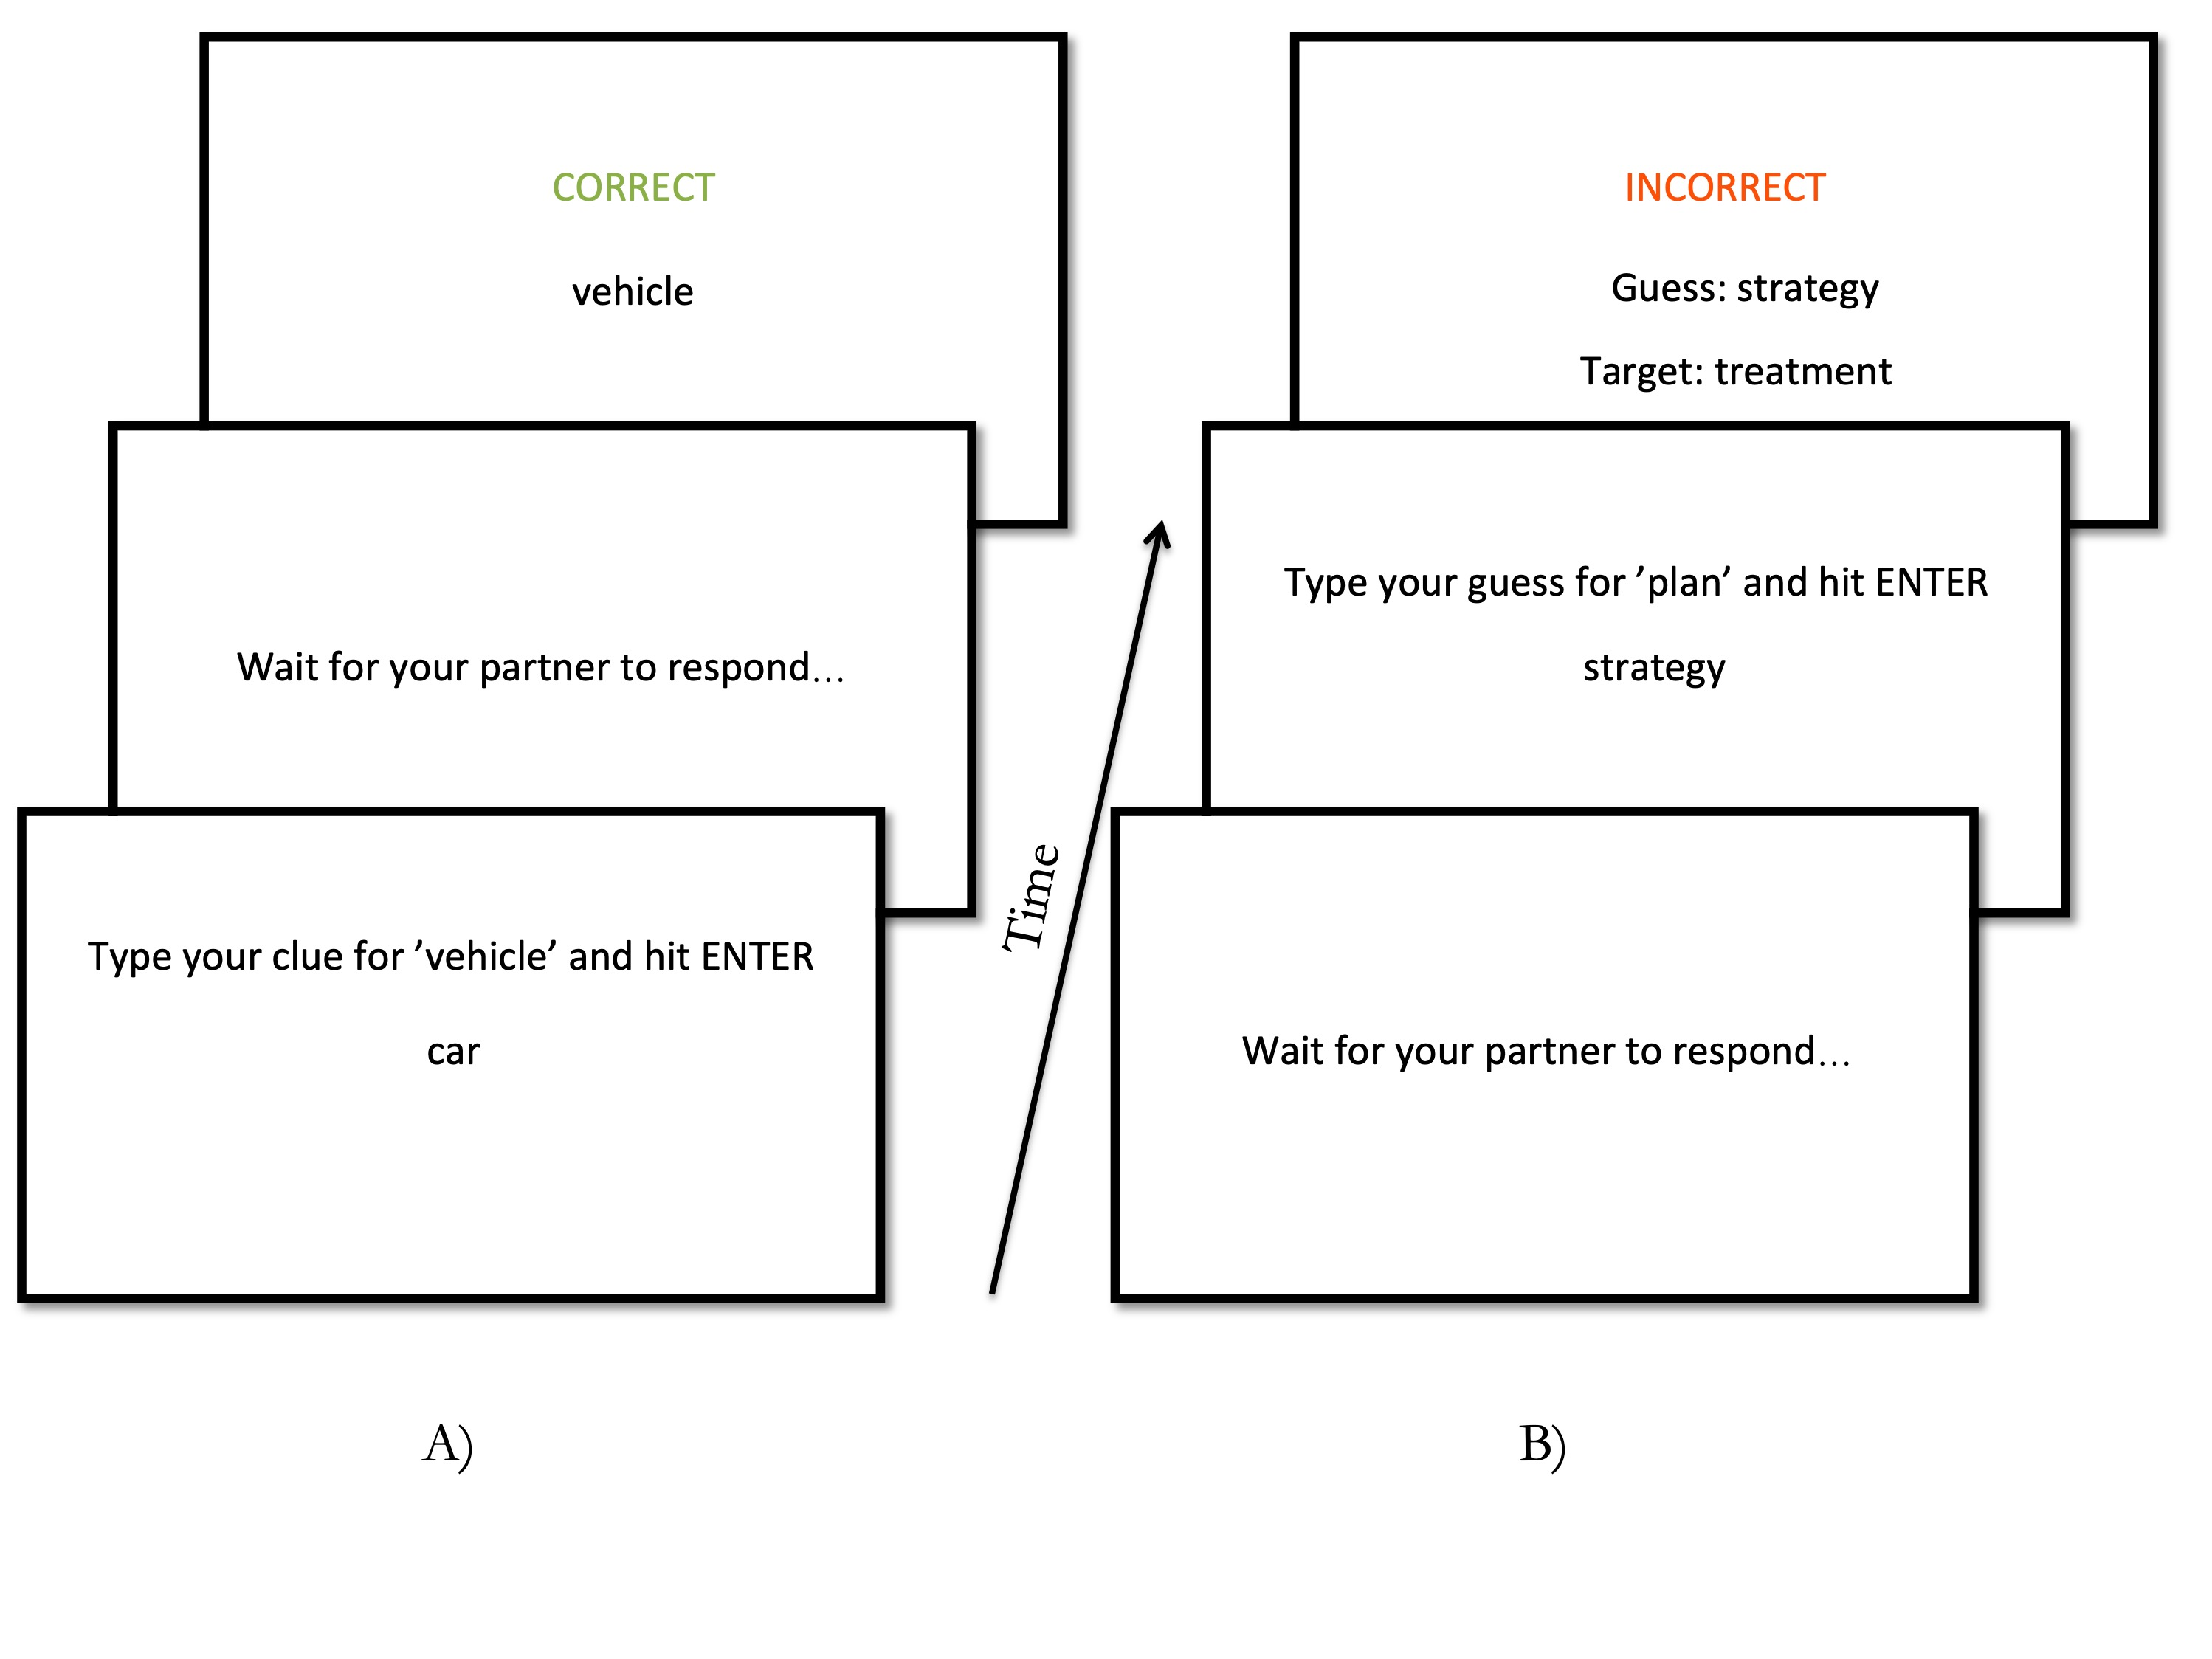 CORRECT
vehicle
Wait for your partner to respond…
Type your clue for ’vehicle’ and hit ENTER
car
A)
Time
INCORRECT
Guess: strategy
Target: treatment
Type your guess for ’plan’ and hit ENTER
strategy
Wait for your partner to respond…
B)